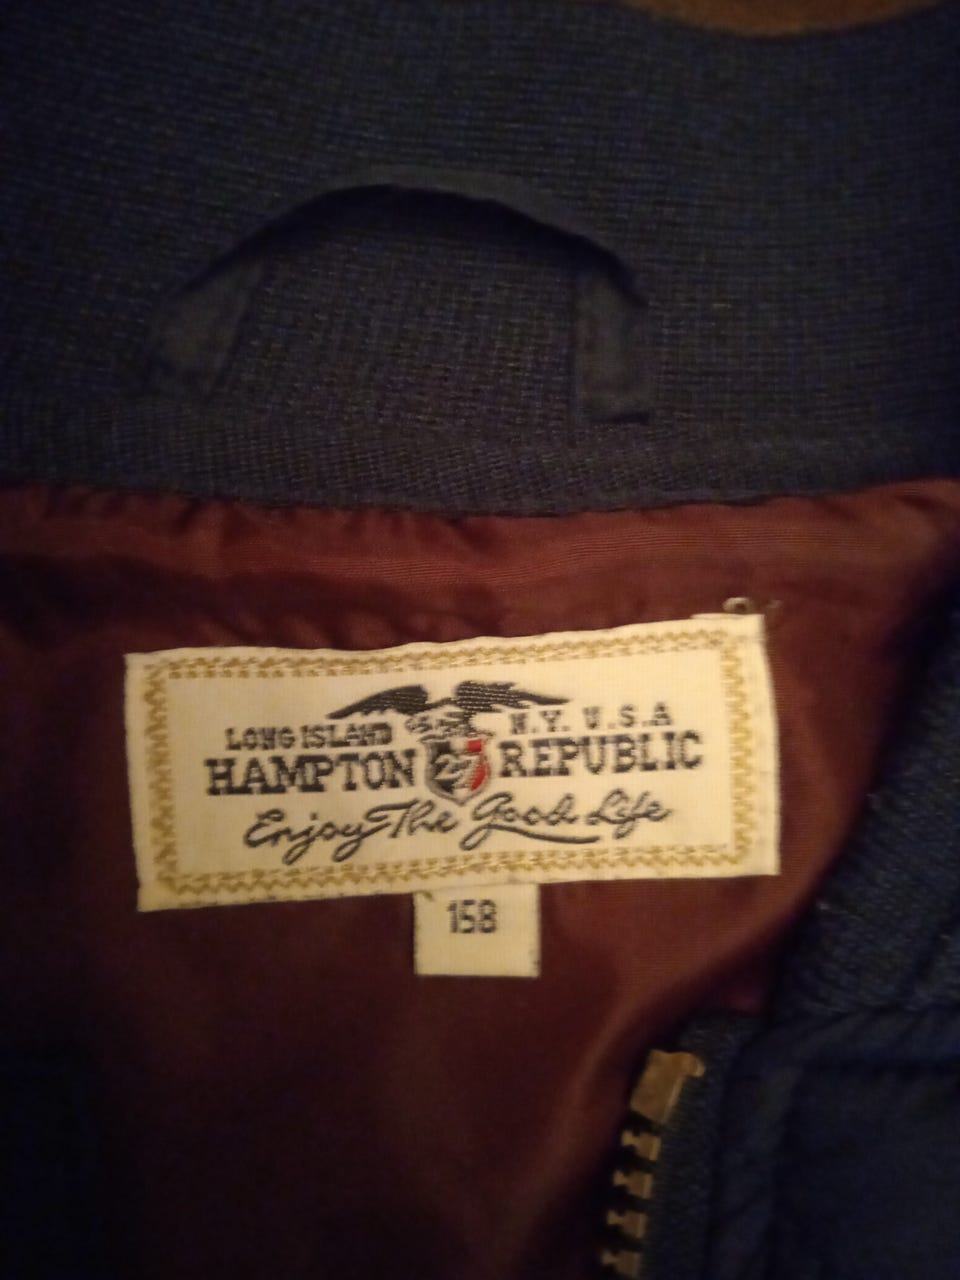 LONG ISLAND N.Y. U.S.A
HAMPTON 27 REPUBLIC
Enjoy The Good Life
158